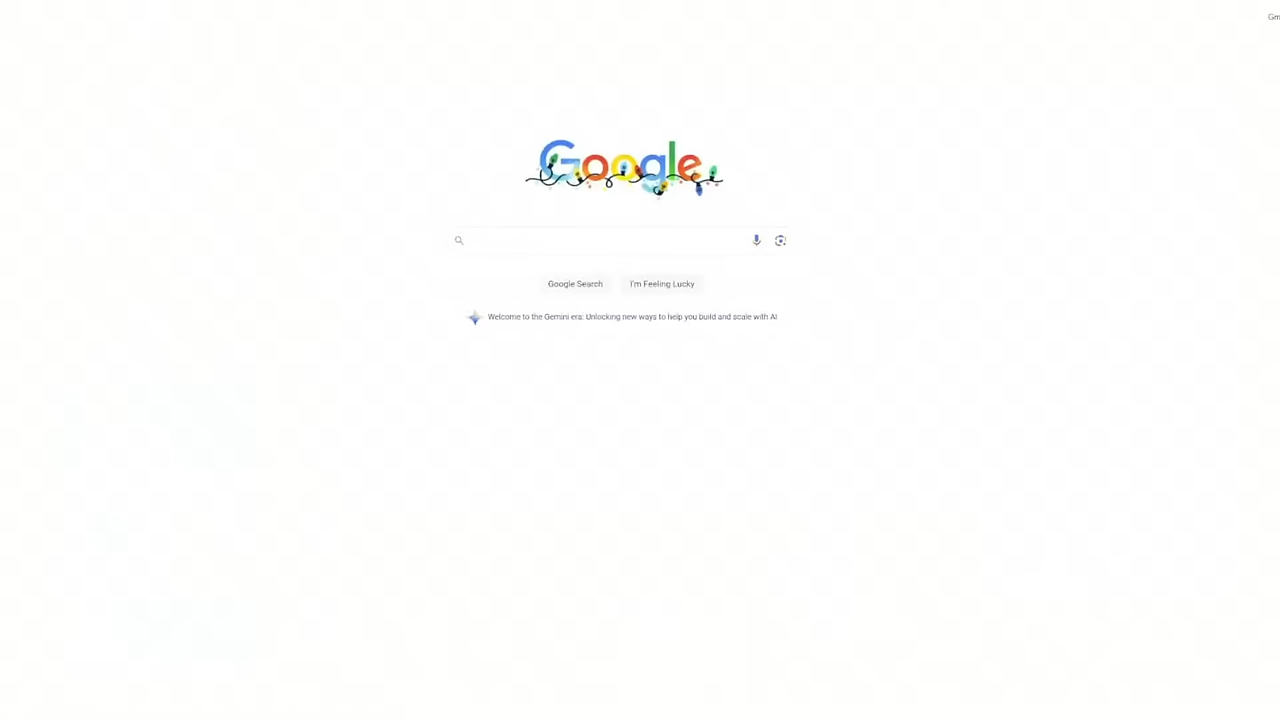 Google
Google Search
I'm Feeling Lucky
Welcome to the Gemini era: Unlocking new ways to help you build and scale with AI